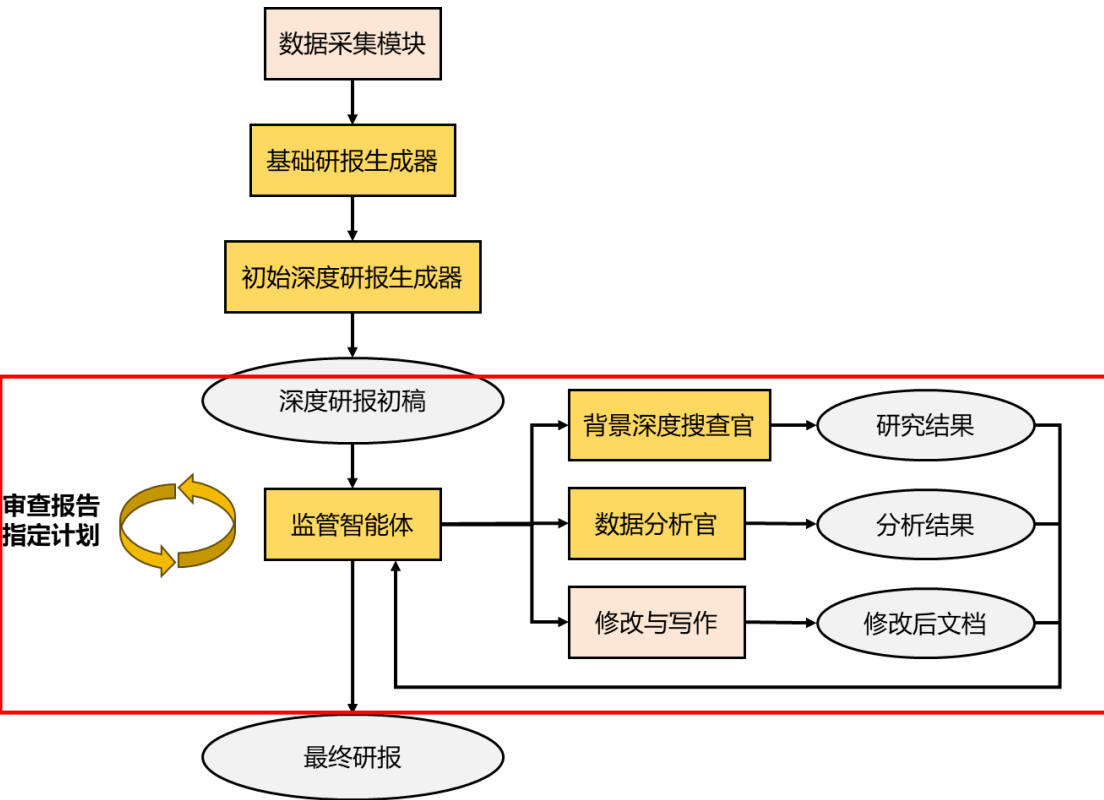 数据采集模块
基础研报生成器
初始深度研报生成器
深度研报初稿
背景深度搜查官
研究结果
审查报告
指定计划
监管智能体
数据分析官
分析结果
修改与写作
修改后文档
最终研报